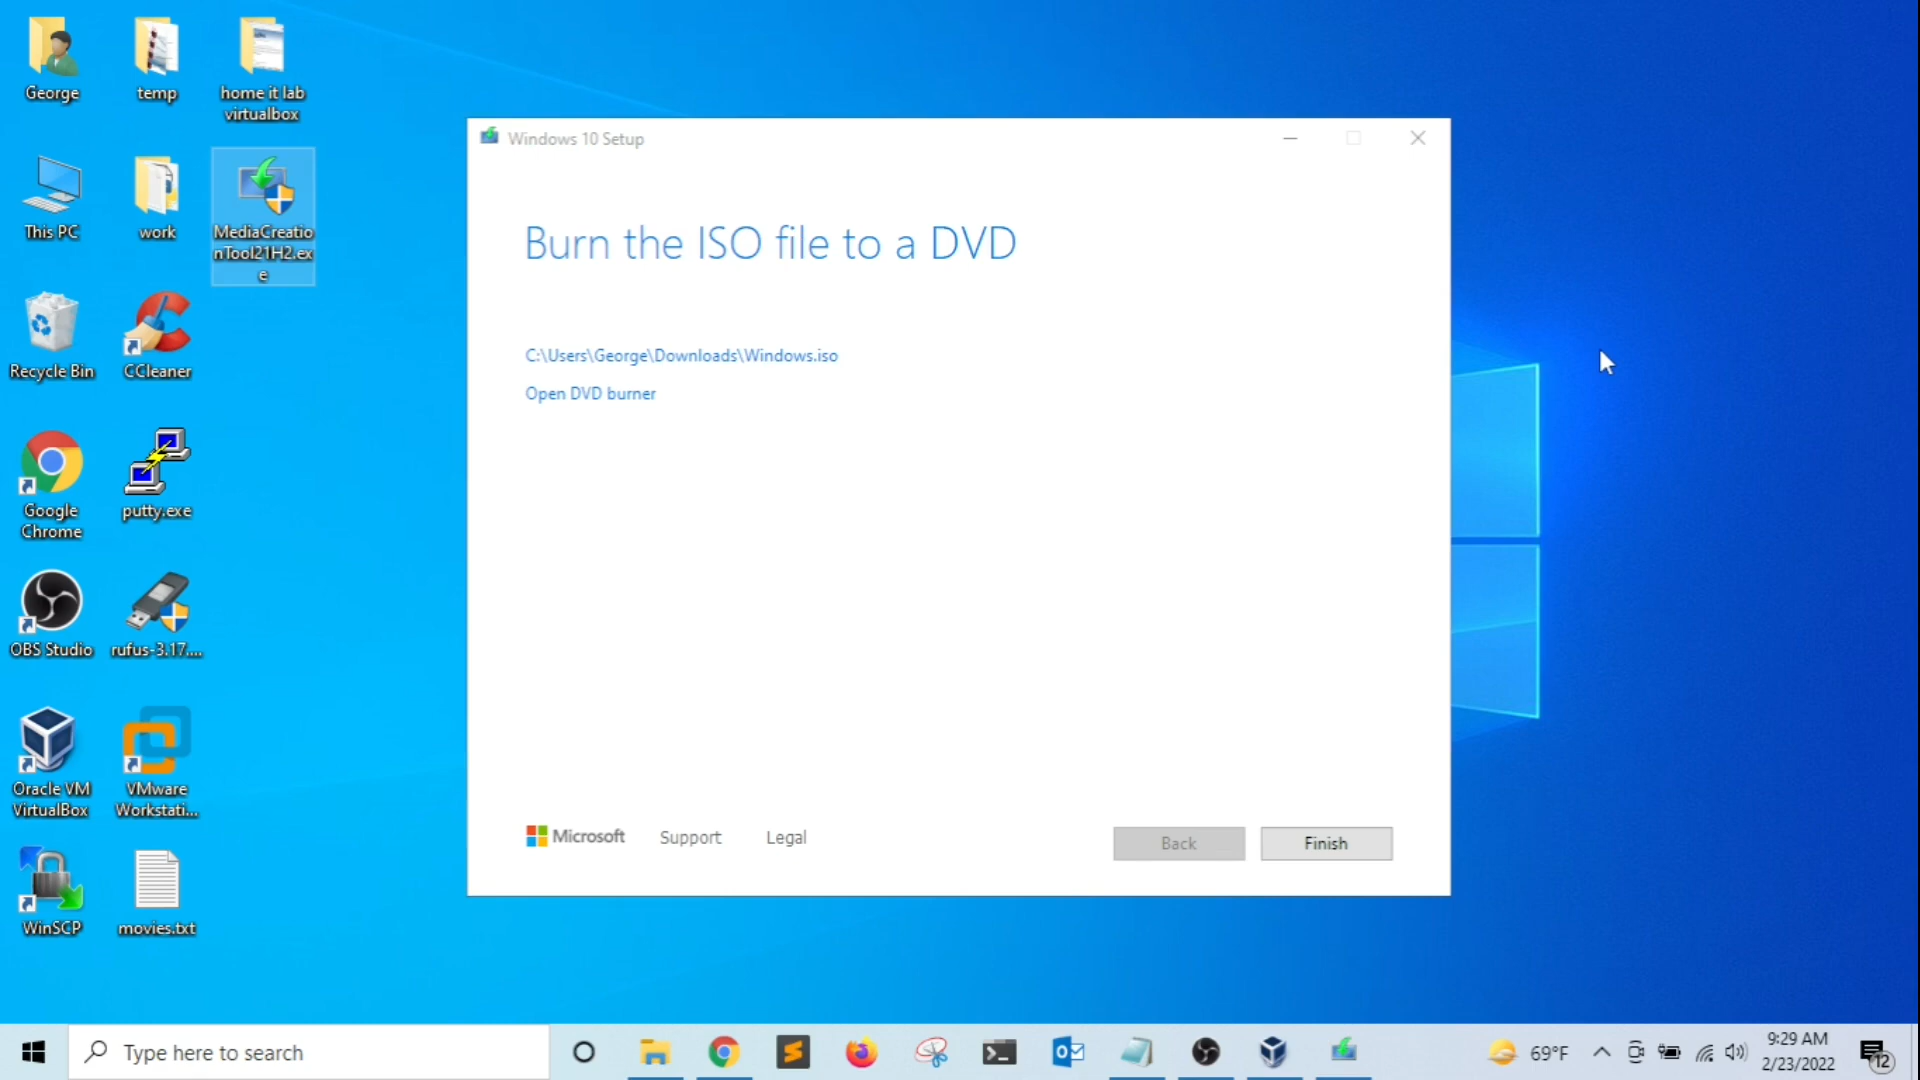 George
temp
home it lab
virtualbox
This PC
work
MediaCreatio
nTool21H2.ex
e
Recycle Bin
CCleaner
Google
Chrome
putty.exe
OBS Studio
rufus-3.17....
Oracle VM
VirtualBox
VMware
Workstati...
WinSCP
movies.txt
Windows 10 Setup
Burn the ISO file to a DVD
C:\Users\George\Downloads\Windows.iso
Open DVD burner
Microsoft
Support
Legal
Back
Finish
Type here to search
69°F
9:29 AM
2/23/2022
12